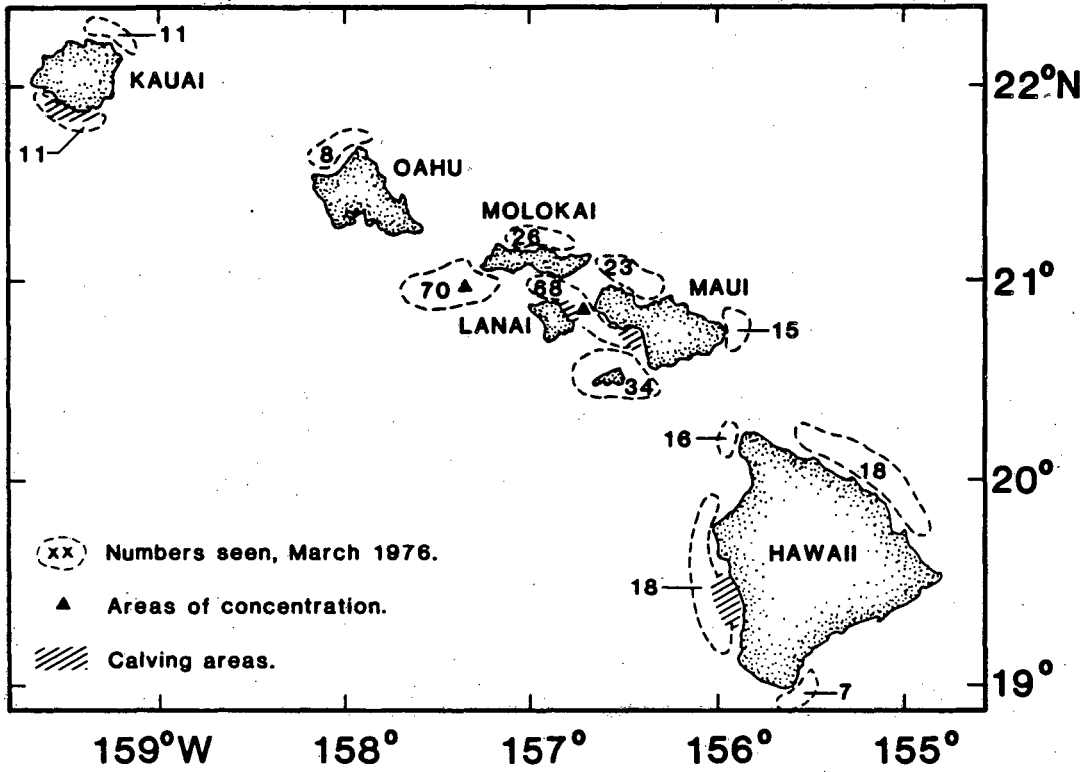 11
KAUAI
22°N
11
8
OAHU
MOLOKAI
26
23
21°
70
68
MAUI
LANAI
15
34
16
18
20°
(××) Numbers seen, March 1976.
HAWAII
18
▲ Areas of concentration.
Calving areas.
19°
7
159°W
158°
157°
156°
155°